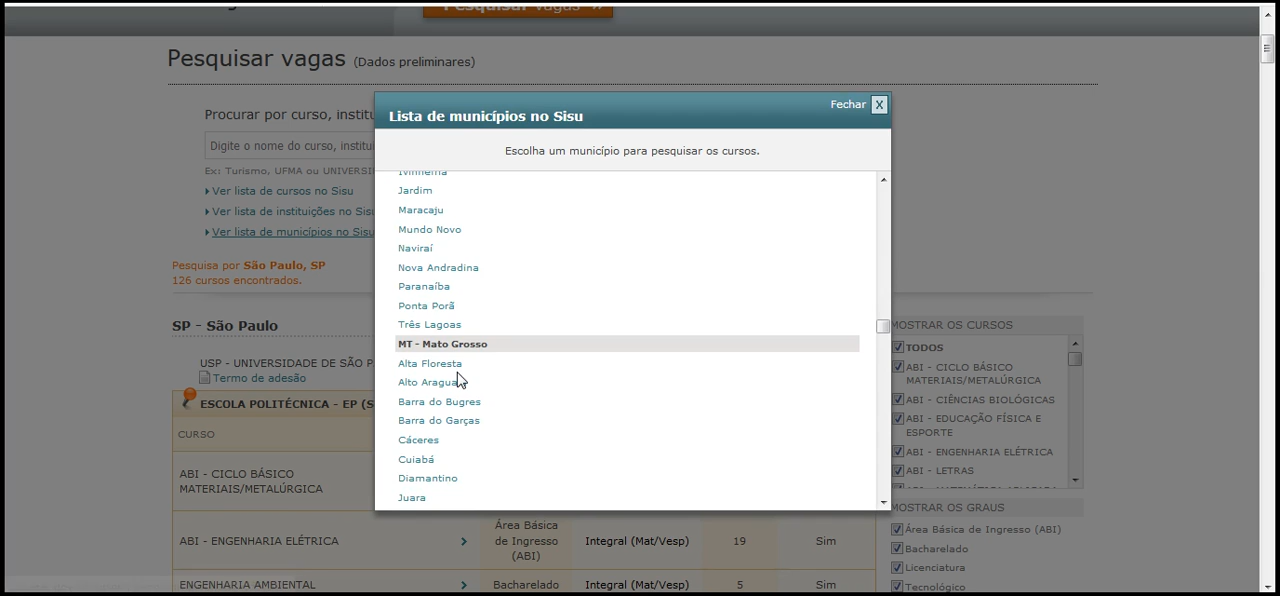 Pesquisar vagas »
Pesquisar vagas (Dados preliminares)
Procurar por curso, institu
Digite o nome do curso, institu
Ex: Turismo, UFMA ou UNIVERSI
Ver lista de cursos no Sisu
Ver lista de instituições no Sisu
Ver lista de municípios no Sisu
Pesquisa por São Paulo, SP
126 cursos encontrados.
Fechar X
Lista de municípios no Sisu
Escolha um município para pesquisar os cursos.
Ivinhema
Jardim
Maracaju
Mundo Novo
Naviraí
Nova Andradina
Paranaíba
Ponta Porã
Três Lagoas
MT - Mato Grosso
Alta Floresta
Alto Aragua
Barra do Bugres
Barra do Garças
Cáceres
Cuiabá
Diamantino
Juara
SP - São Paulo
USP - UNIVERSIDADE DE SÃO P
Termo de adesão
ESCOLA POLITÉCNICA - EP (S
CURSO
ABI - CICLO BÁSICO
MATERIAIS/METALÚRGICA
ABI - ENGENHARIA ELÉTRICA
Área Básica
de Ingresso
(ABI)
Integral (Mat/Vesp)
19
Sim
ENGENHARIA AMBIENTAL
Bacharelado
Integral (Mat/Vesp)
5
Sim
MOSTRAR OS CURSOS
TODOS
ABI - CICLO BÁSICO
MATERIAIS/METALÚRGICA
ABI - CIÊNCIAS BIOLÓGICAS
ABI - EDUCAÇÃO FÍSICA E
ESPORTE
ABI - ENGENHARIA ELÉTRICA
ABI - LETRAS
MOSTRAR OS GRAUS
Área Básica de Ingresso (ABI)
Bacharelado
Licenciatura
Tecnológico